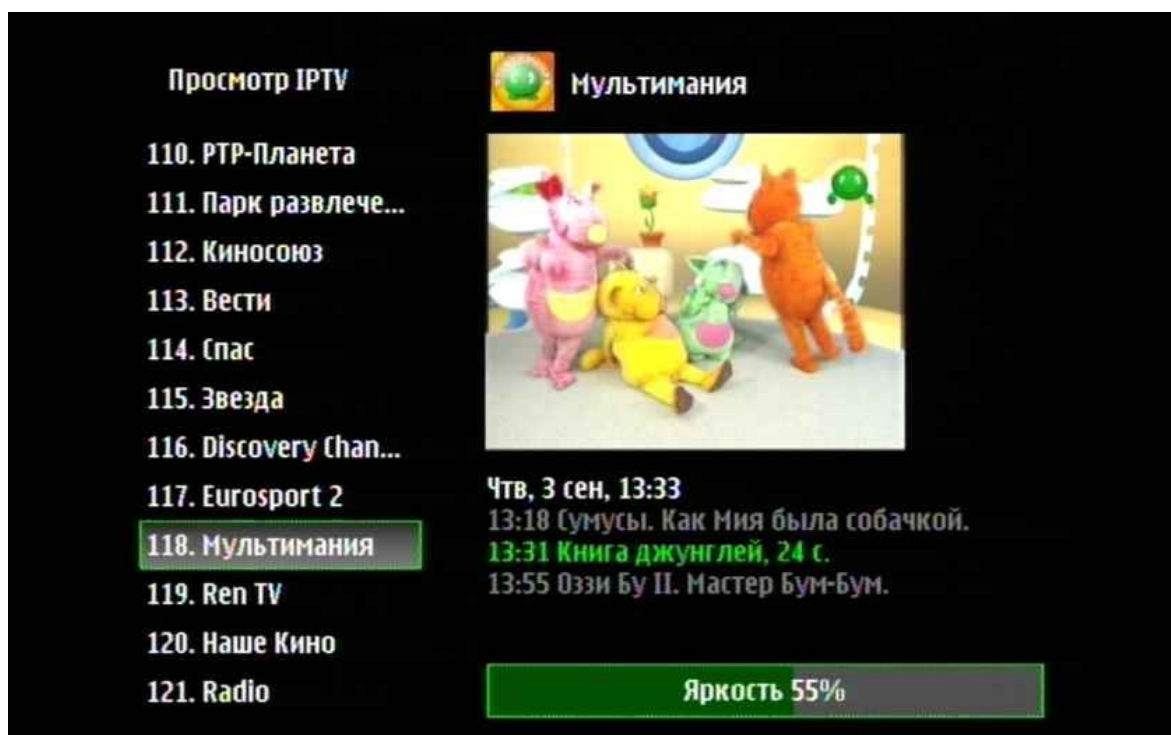 Просмотр IPTV
110. РТР-Планета
111. Парк развлече...
112. Киносоюз
113. Вести
114. Спас
115. Звезда
116. Discovery Chan...
117. Eurosport 2
118. Мультимания
119. Ren TV
120. Наше Кино
121. Radio
Мультимания
Чтв, 3 сен, 13:33
13:18 Сумусы. Как Мия была собачкой.
13:31 Книга джунглей, 24 с.
13:55 Оззи Бу II. Мастер Бум-Бум.
Яркость 55%